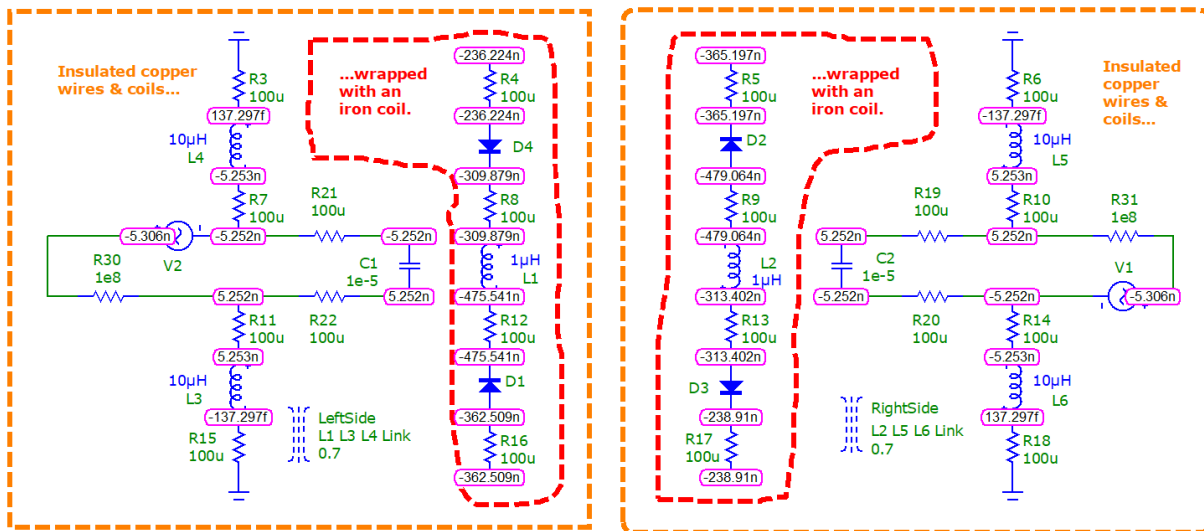 Insulated copper
wires & coils...
R3
100u
137.297f
10µH
L4
-5.253n
R7
100u
R21
100u
-5.306n
-5.252n
-5.252n
V2
R30
1e8
C1
1e-5
5.252n
5.252n
R11
100u
R22
100u
5.253n
10µH
L3
-137.297f
R15
100u
LeftSide
L1 L3 L4 Link
0.7
...wrapped
with an
iron coil.
-236.224n
R4
100u
-236.224n
D4
-309.879n
R8
100u
-309.879n
1µH
L1
-475.541n
R12
100u
-475.541n
D1
-362.509n
R16
100u
-362.509n
-365.197n
R5
100u
-365.197n
D2
-479.064n
R9
100u
-479.064n
L2
1µH
-313.402n
R13
100u
-313.402n
D3
-238.91n
R17
100u
-238.91n
...wrapped
with an
iron coil.
Insulated
copper
wires &
coils...
R6
100u
-137.297f
10µH
L5
5.253n
R19
100u
R10
100u
R31
1e8
5.252n
5.252n
C2
1e-5
V1
-5.252n
-5.252n
-5.306n
R20
100u
R14
100u
-5.253n
10µH
L6
137.297f
R18
100u
RightSide
L2 L5 L6 Link
0.7